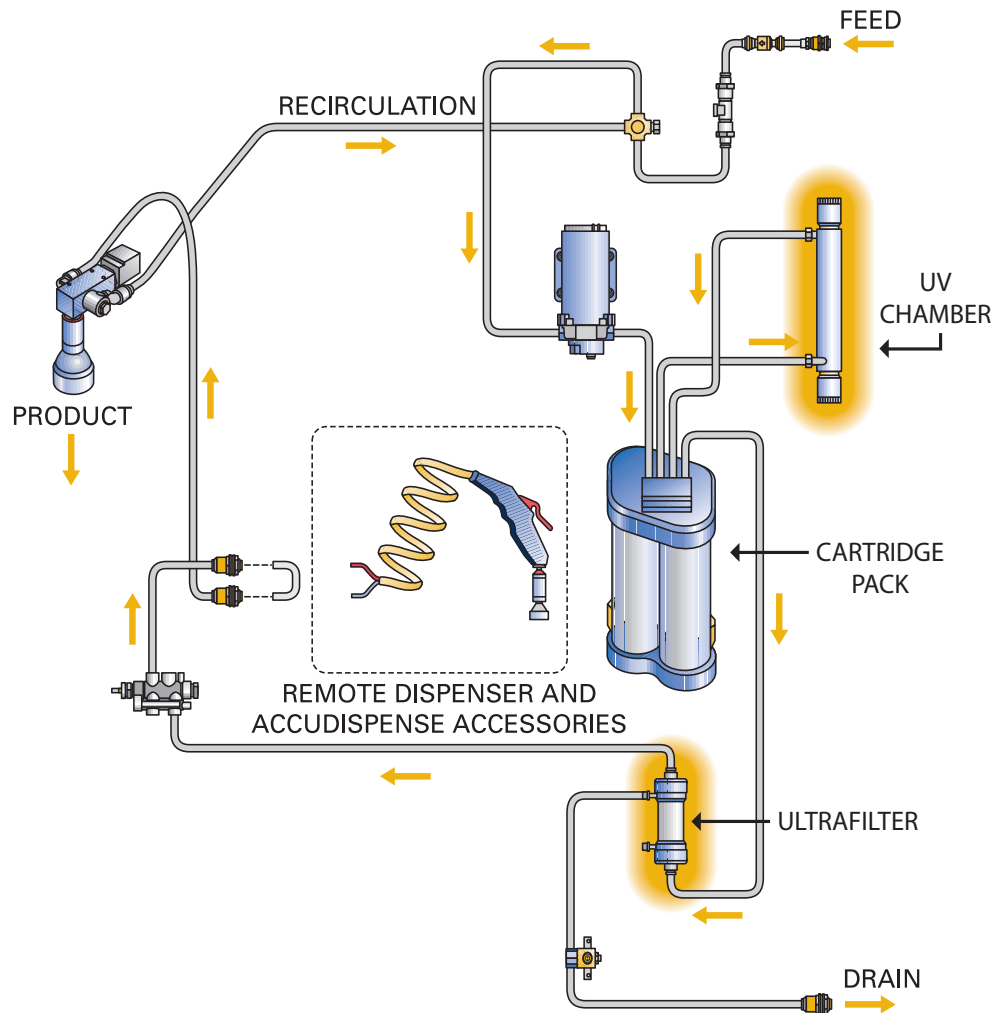 FEED
RECIRCULATION
UV
CHAMBER
PRODUCT
CARTRIDGE
PACK
REMOTE DISPENSER AND
ACCUDISPENSE ACCESSORIES
ULTRAFILTER
DRAIN